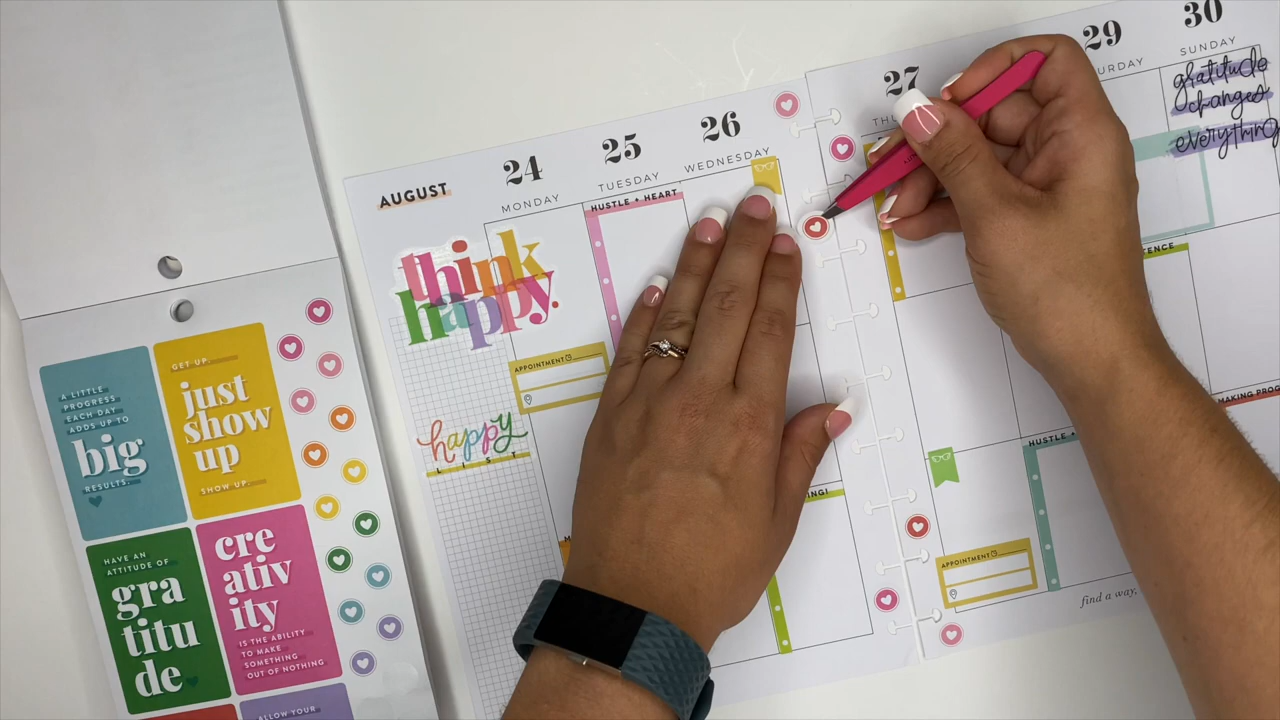 AUGUST
24
MONDAY
25
TUESDAY
26
WEDNESDAY
27
29
30
SUNDAY
gratitude
changes
everything
HUSTLE + HEART
think
happy.
APPOINTMENT
happy
LIST
HUSTLE +
MAKING
APPOINTMENT
find a way,
A LITTLE
PROGRESS
EACH DAY
ADDS UP TO
big
RESULTS.
GET UP.
just
show
up
SHOW UP.
HAVE AN
ATTITUDE OF
gra
titu
de
cre
ativ
ity
IS THE ABILITY
TO MAKE
SOMETHING
OUT OF NOTHING
ALLOW YOUR